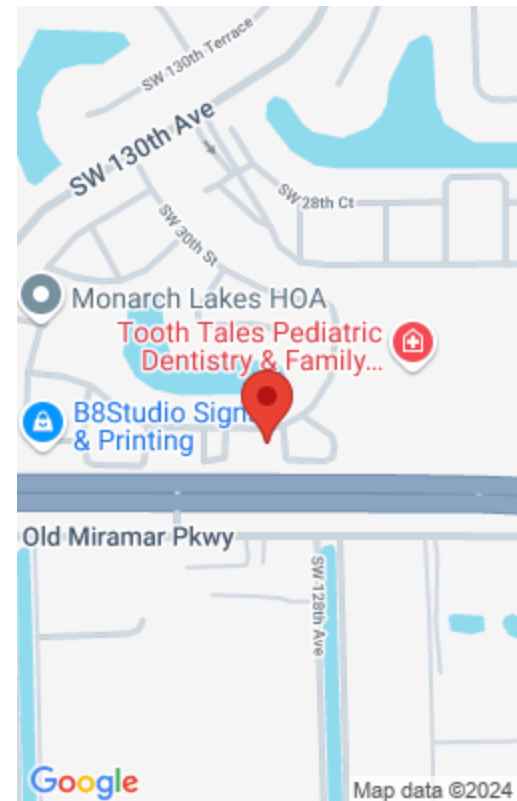 SW 130th Terrace
SW 130th Ave
SW 28th Ct
SW 30th St
Monarch Lakes HOA
Tooth Tales Pediatric
Dentistry & Family...
B8Studio Sign
& Printing
Old Miramar Pkwy
SW 128th Ave
Google
Map data ©2024